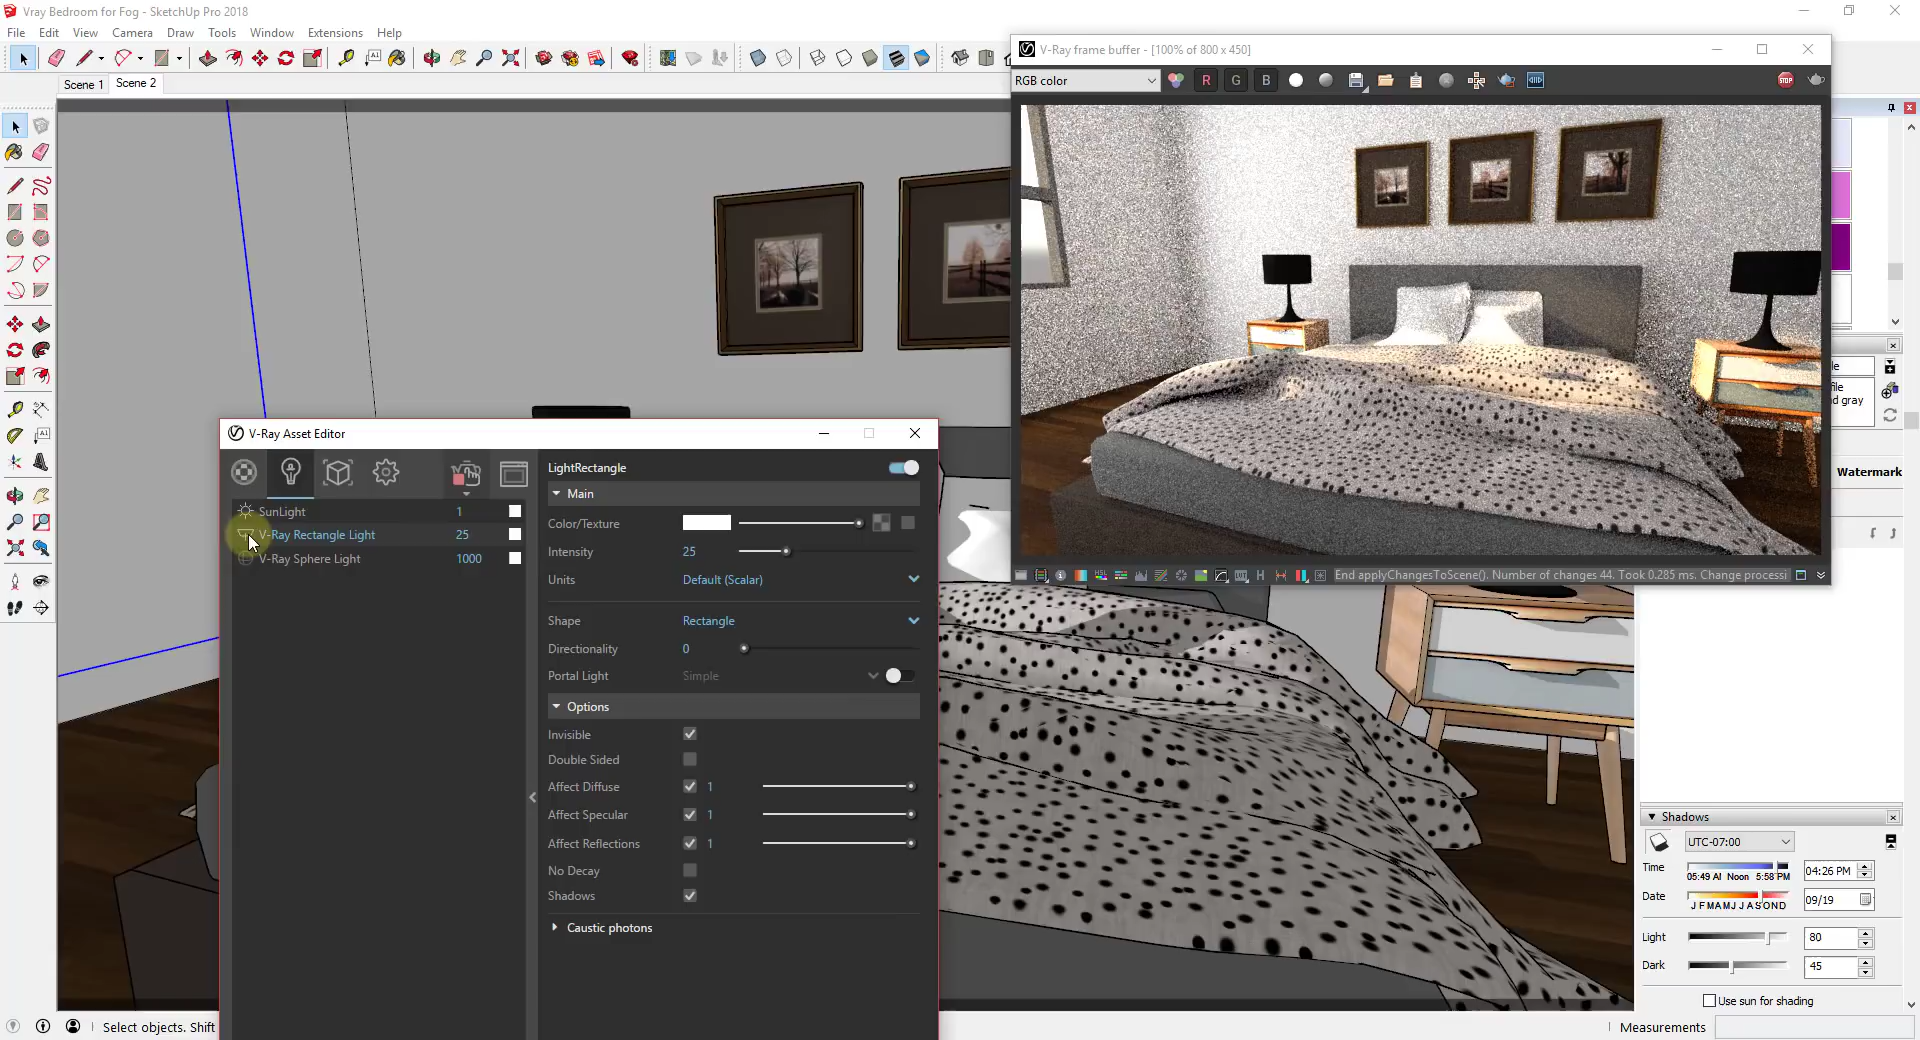 Vray Bedroom for Fog - SketchUp Pro 2018
File Edit View Camera Draw Tools Window Extensions Help
Scene 1 Scene 2
V-Ray frame buffer - [100% of 800 x 450]
RGB color
R G B
STOP
End applyChangesToScene(). Number of changes 44. Took 0.285 ms. Change processi
V-Ray Asset Editor
SunLight 1
V-Ray Rectangle Light 25
V-Ray Sphere Light 1000
LightRectangle
Main
Color/Texture
Intensity 25
Units Default (Scalar)
Shape Rectangle
Directionality 0
Portal Light Simple
Options
Invisible
Double Sided
Affect Diffuse 1
Affect Specular 1
Affect Reflections 1
No Decay
Shadows
Caustic photons
le
file
d gray
Watermark
Shadows
UTC-07:00
Time 05:49 AM Noon 5:58 PM 04:26 PM
Date J F M A M J J A S O N D 09/19
Light 80
Dark 45
Use sun for shading
Select objects. Shift
Measurements